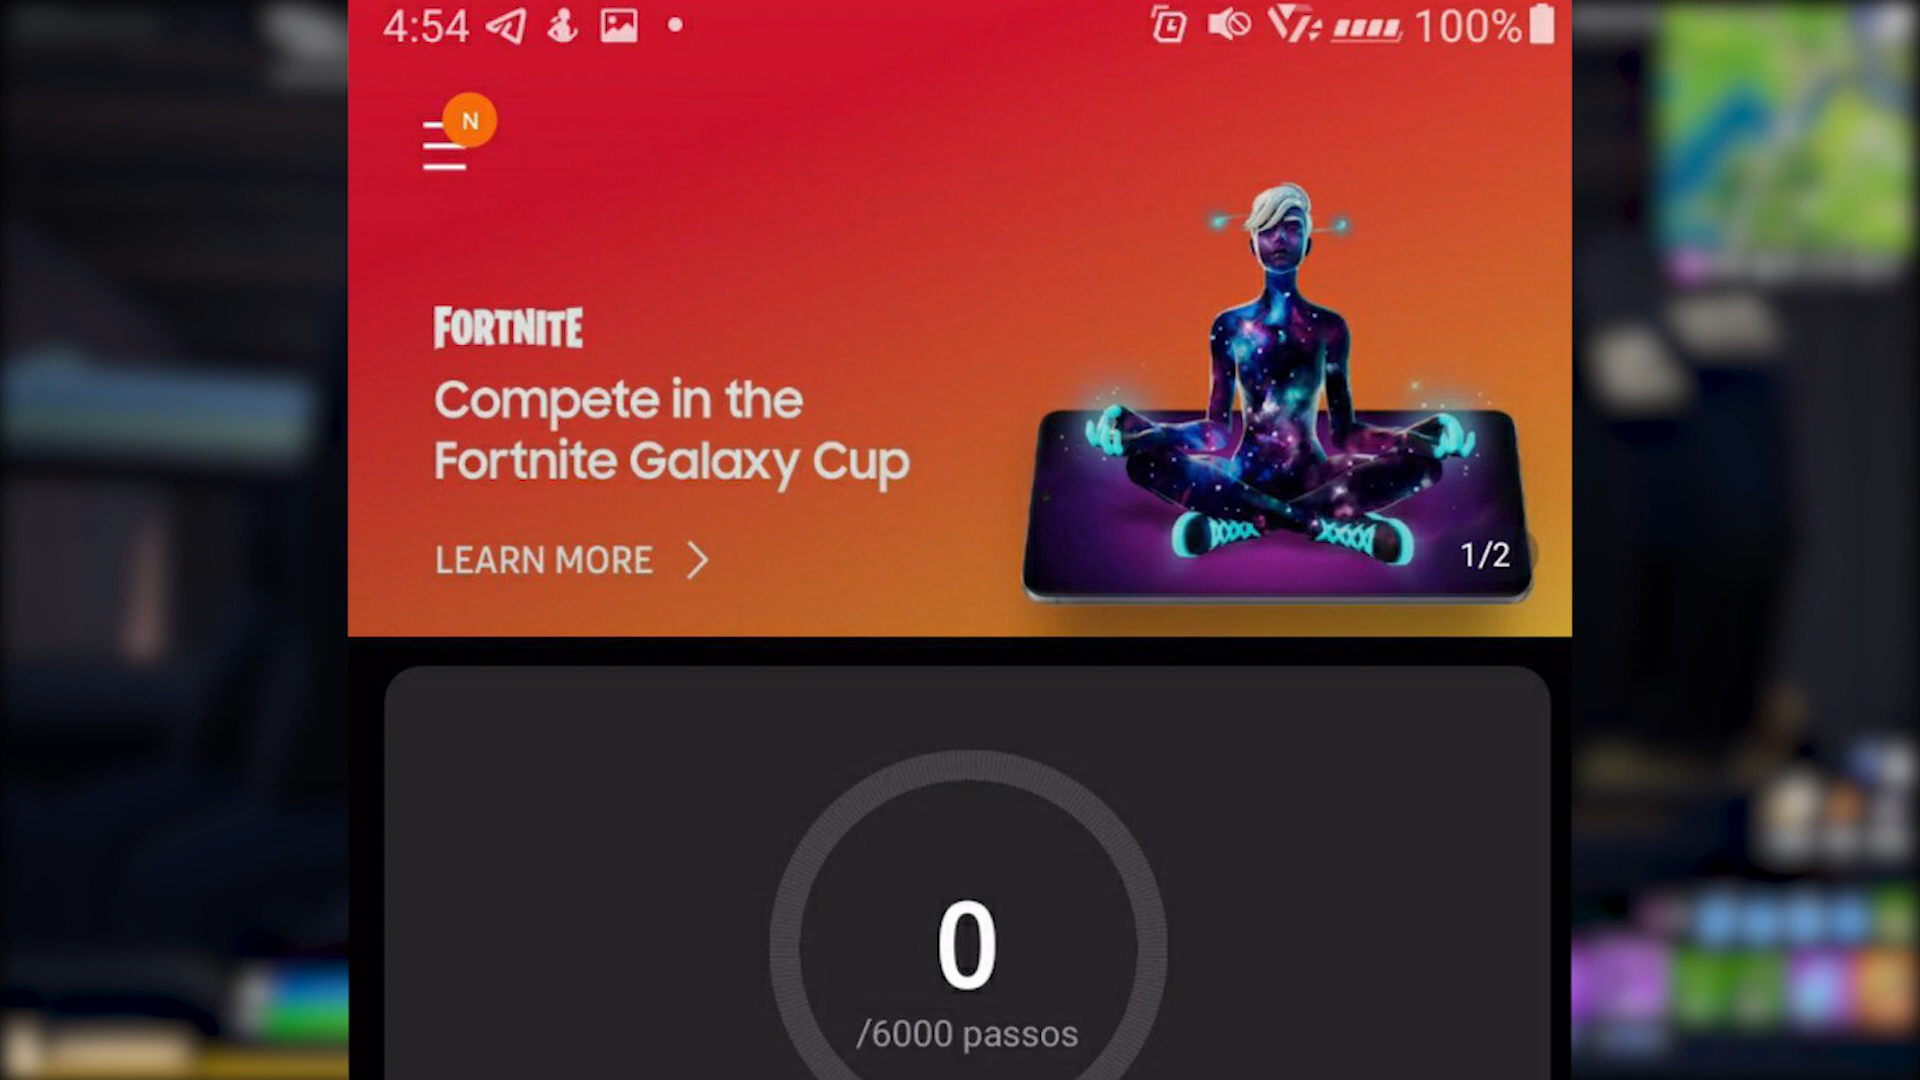 4:54
100%
N
FORTNITE
Compete in the
Fortnite Galaxy Cup
LEARN MORE
1/2
0
/6000 passos